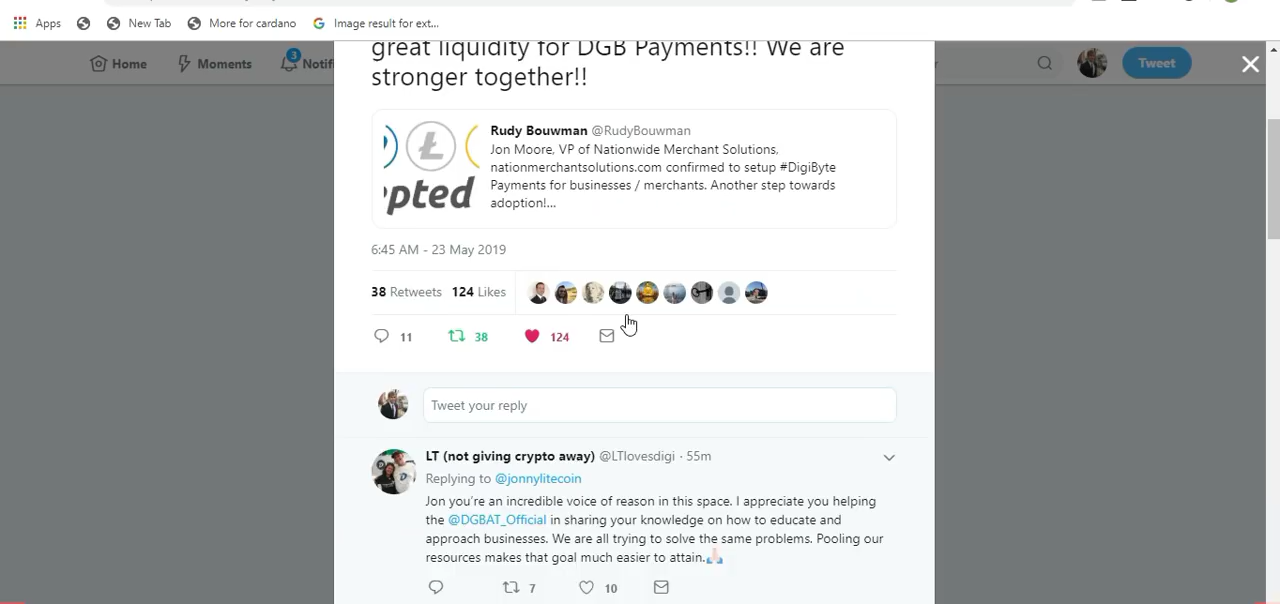 Apps New Tab More for cardano Image result for ext...
Home Moments 3 Notifi Tweet
great liquidity for DGB Payments!! We are
stronger together!!
Rudy Bouwman @RudyBouwman
Jon Moore, VP of Nationwide Merchant Solutions,
nationmerchantsolutions.com confirmed to setup #DigiByte
Payments for businesses / merchants. Another step towards
adoption!...
pted
6:45 AM - 23 May 2019
38 Retweets 124 Likes
11 38 124
Tweet your reply
LT (not giving crypto away) @LTlovesdigi · 55m
Replying to @jonnylitecoin
Jon you're an incredible voice of reason in this space. I appreciate you helping
the @DGBAT_Official in sharing your knowledge on how to educate and
approach businesses. We are all trying to solve the same problems. Pooling our
resources makes that goal much easier to attain.🙏🏻
7 10